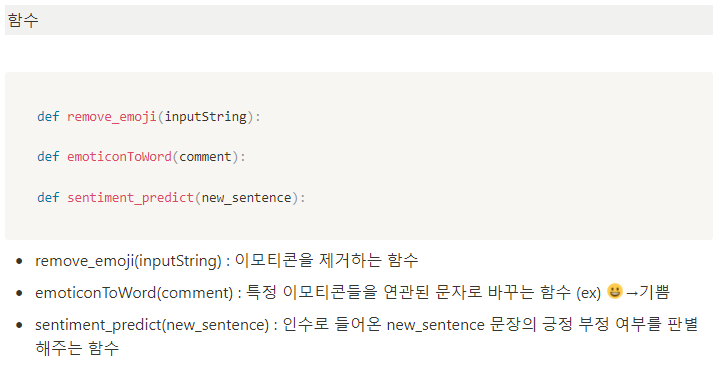 함수
def remove_emoji(inputString):
def emoticonToWord(comment):
def sentiment_predict(new_sentence):
• remove_emoji(inputString) : 이모티콘을 제거하는 함수
• emoticonToWord(comment) : 특정 이모티콘들을 연관된 문자로 바꾸는 함수 (ex) 😀→기쁨
• sentiment_predict(new_sentence) : 인수로 들어온 new_sentence 문장의 긍정 부정 여부를 판별
해주는 함수